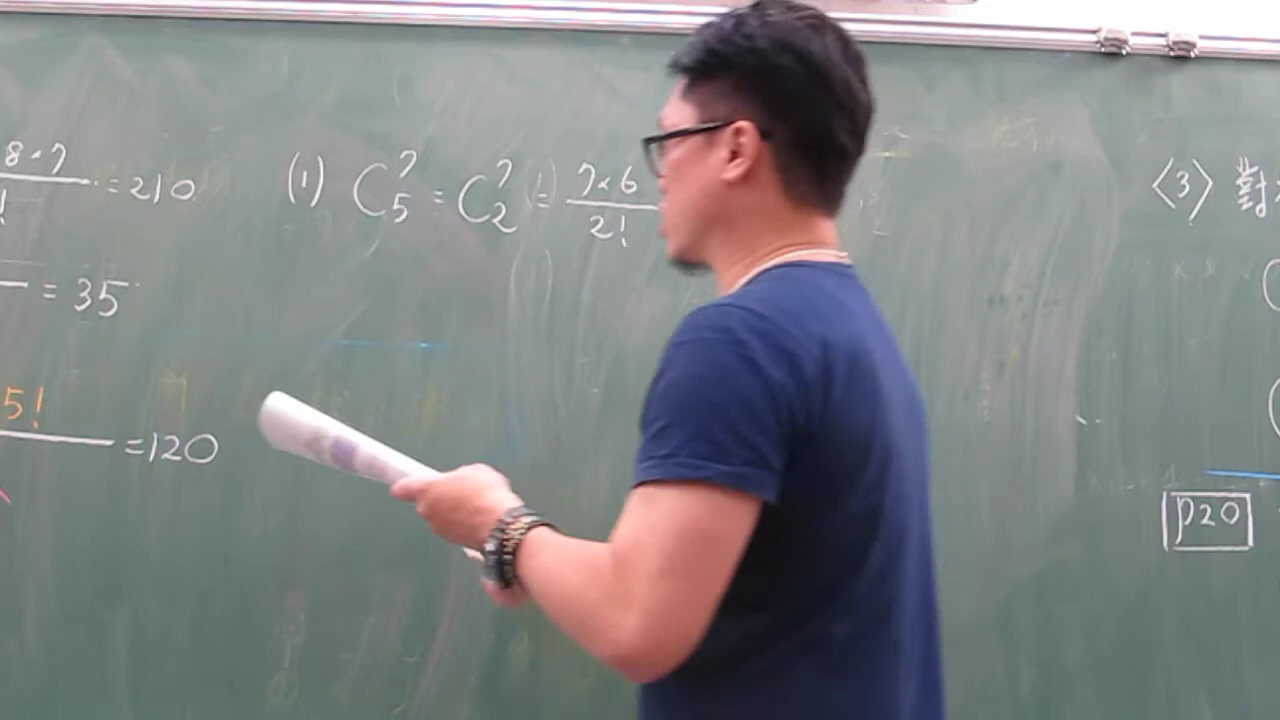 8×7
! =210
= 35
5!
=120
(1) C⁷₅ = C⁷₂ = 7×6
2!
<3> 對
p20